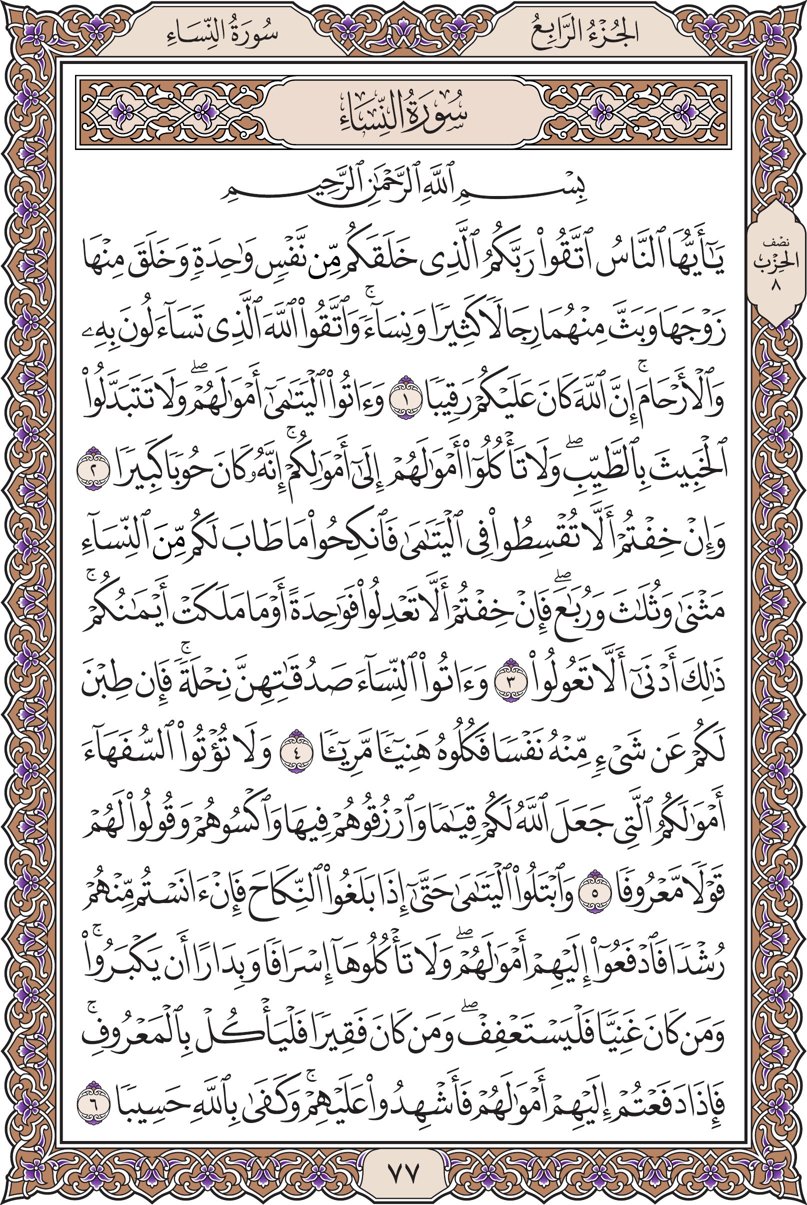 الجُزْءُ الرَّابِعُ
سُورَةُ النِّسَاءِ
سُورَةُ النِّسَاءِ
بِسْمِ ٱللَّهِ ٱلرَّحْمَٰنِ ٱلرَّحِيمِ
يَٰٓأَيُّهَا ٱلنَّاسُ ٱتَّقُوا۟ رَبَّكُمُ ٱلَّذِى خَلَقَكُم مِّن نَّفْسٍ وَٰحِدَةٍ وَخَلَقَ مِنْهَا
زَوْجَهَا وَبَثَّ مِنْهُمَا رِجَالًا كَثِيرًا وَنِسَآءً ۚ وَٱتَّقُوا۟ ٱللَّهَ ٱلَّذِى تَسَآءَلُونَ بِهِۦ
وَٱلْأَرْحَامَ ۚ إِنَّ ٱللَّهَ كَانَ عَلَيْكُمْ رَقِيبًا ١ وَءَاتُوا۟ ٱلْيَتَٰمَىٰٓ أَمْوَٰلَهُمْ ۖ وَلَا تَتَبَدَّلُوا۟
ٱلْخَبِيثَ بِٱلطَّيِّبِ ۖ وَلَا تَأْكُلُوٓا۟ أَمْوَٰلَهُمْ إِلَىٰٓ أَمْوَٰلِكُمْ ۚ إِنَّهُۥ كَانَ حُوبًا كَبِيرًا ٢
وَإِنْ خِفْتُمْ أَلَّا تُقْسِطُوا۟ فِى ٱلْيَتَٰمَىٰ فَٱنكِحُوا۟ مَا طَابَ لَكُم مِّنَ ٱلنِّسَآءِ
مَثْنَىٰ وَثُلَٰثَ وَرُبَٰعَ ۖ فَإِنْ خِفْتُمْ أَلَّا تَعْدِلُوا۟ فَوَٰحِدَةً أَوْ مَا مَلَكَتْ أَيْمَٰنُكُمْ ۚ
ذَٰلِكَ أَدْنَىٰٓ أَلَّا تَعُولُوا۟ ٣ وَءَاتُوا۟ ٱلنِّسَآءَ صَدُقَٰتِهِنَّ نِحْلَةً ۚ فَإِن طِبْنَ
لَكُمْ عَن شَىْءٍ مِّنْهُ نَفْسًا فَكُلُوهُ هَنِيٓـًٔا مَّرِيٓـًٔا ٤ وَلَا تُؤْتُوا۟ ٱلسُّفَهَآءَ
أَمْوَٰلَكُمُ ٱلَّتِى جَعَلَ ٱللَّهُ لَكُمْ قِيَٰمًا وَٱرْزُقُوهُمْ فِيهَا وَٱكْسُوهُمْ وَقُولُوا۟ لَهُمْ
قَوْلًا مَّعْرُوفًا ٥ وَٱبْتَلُوا۟ ٱلْيَتَٰمَىٰ حَتَّىٰٓ إِذَا بَلَغُوا۟ ٱلنِّكَاحَ فَإِنْ ءَانَسْتُم مِّنْهُمْ
رُشْدًا فَٱدْفَعُوٓا۟ إِلَيْهِمْ أَمْوَٰلَهُمْ ۖ وَلَا تَأْكُلُوهَآ إِسْرَافًا وَبِدَارًا أَن يَكْبَرُوا۟ ۚ
وَمَن كَانَ غَنِيًّا فَلْيَسْتَعْفِفْ ۖ وَمَن كَانَ فَقِيرًا فَلْيَأْكُلْ بِٱلْمَعْرُوفِ ۚ
فَإِذَا دَفَعْتُمْ إِلَيْهِمْ أَمْوَٰلَهُمْ فَأَشْهِدُوا۟ عَلَيْهِمْ ۚ وَكَفَىٰ بِٱللَّهِ حَسِيبًا ٦
نصف
الحزب
٨
٧٧